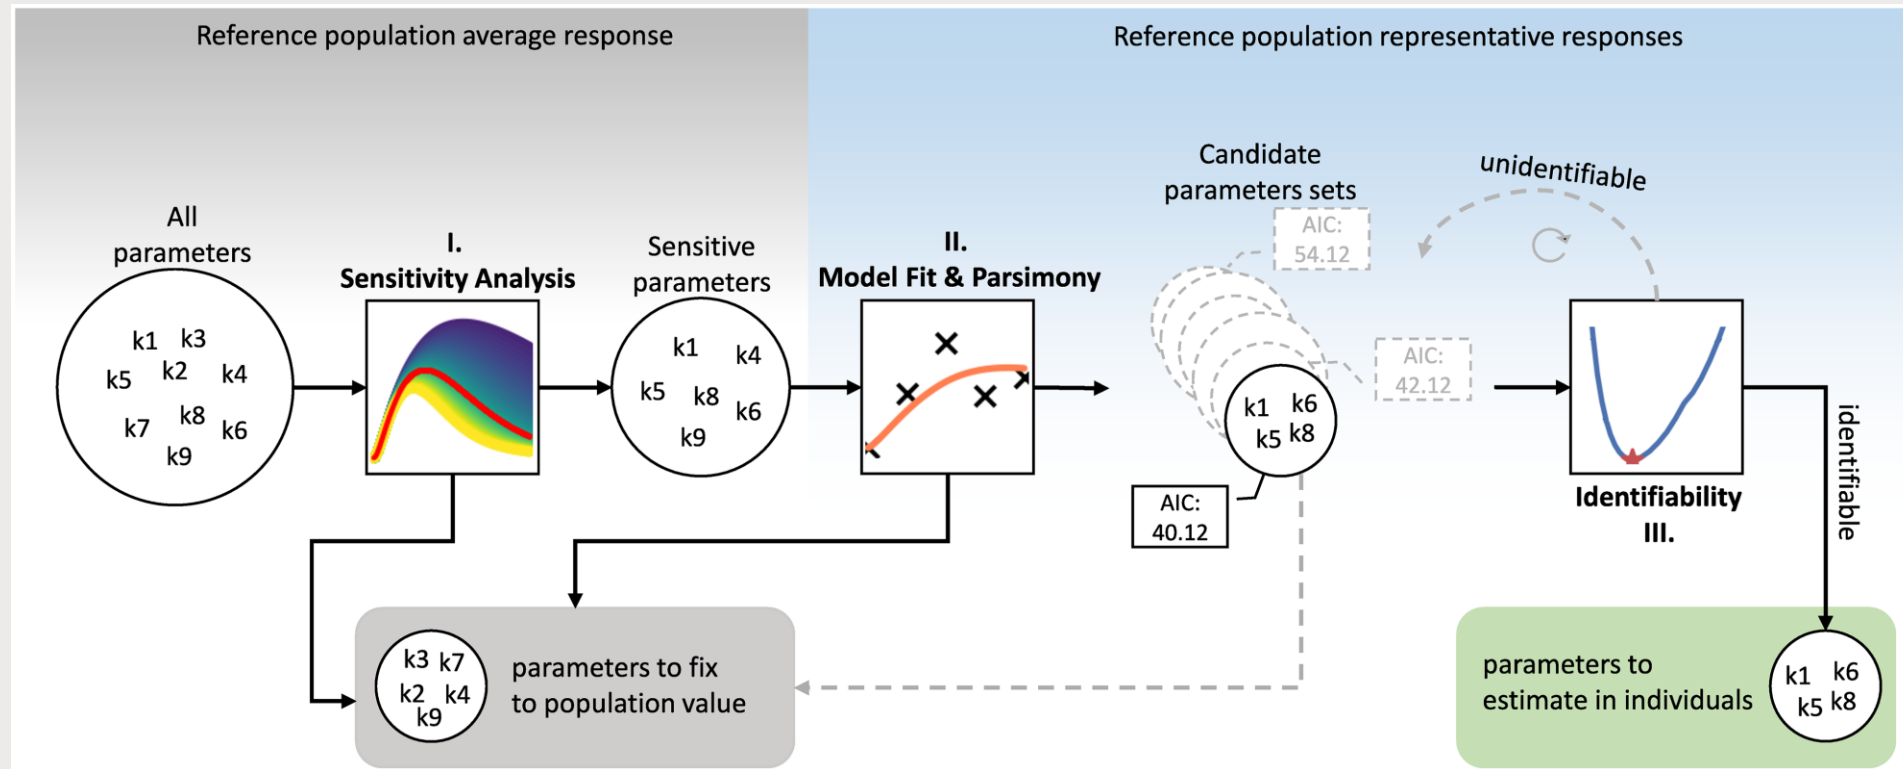 Reference population average response
Reference population representative responses
All
parameters
k1 k3
k5 k2 k4
k7 k8 k6
k9
I.
Sensitivity Analysis
Sensitive
parameters
k1 k4
k5 k8 k6
k9
II.
Model Fit & Parsimony
Candidate
parameters sets
AIC:
54.12
AIC:
42.12
k1 k6
k5 k8
AIC:
40.12
unidentifiable
Identifiability
III.
identifiable
k3 k7
k2 k4
k9
parameters to fix
to population value
parameters to
estimate in individuals
k1 k6
k5 k8